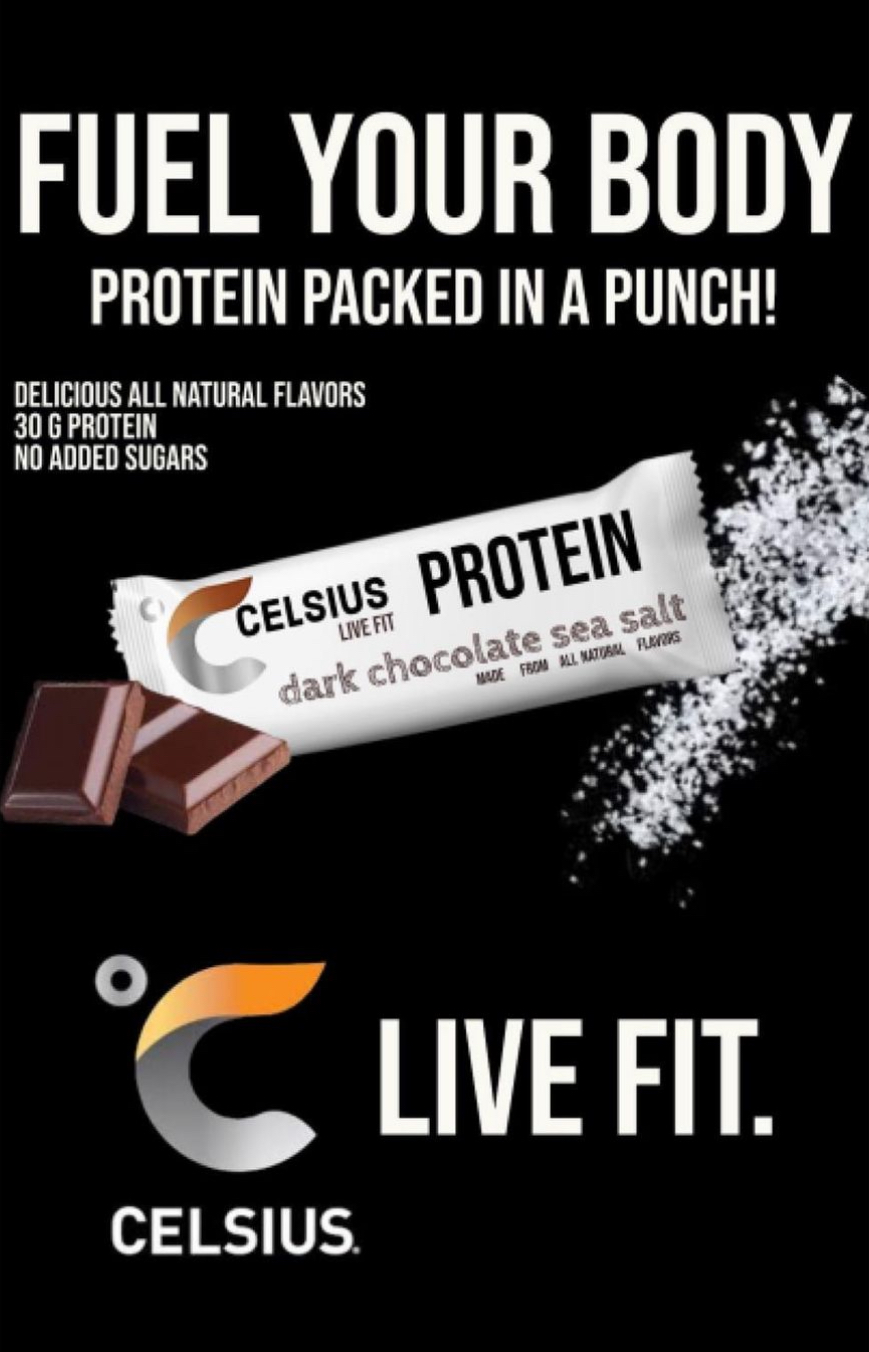 FUEL YOUR BODY
PROTEIN PACKED IN A PUNCH!
DELICIOUS ALL NATURAL FLAVORS
30 G PROTEIN
NO ADDED SUGARS
CELSIUS PROTEIN
LIVE FIT
dark chocolate sea salt
MADE FROM ALL NATURAL FLAVORS
LIVE FIT.
CELSIUS.